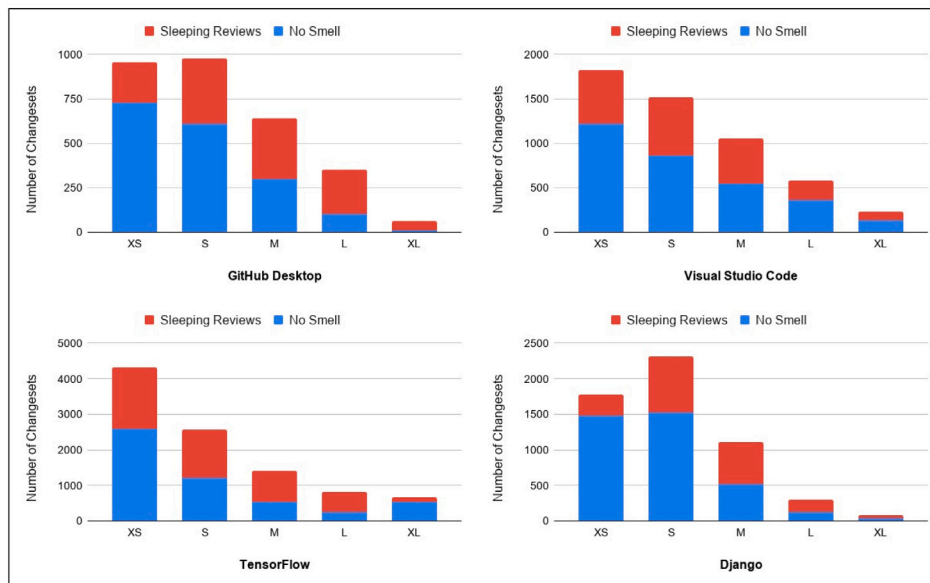 Sleeping Reviews No Smell
Number of Changesets
1000
750
500
250
0
XS S M L XL
GitHub Desktop
Sleeping Reviews No Smell
Number of Changesets
2000
1500
1000
500
0
XS S M L XL
Visual Studio Code
Sleeping Reviews No Smell
Number of Changesets
5000
4000
3000
2000
1000
0
XS S M L XL
TensorFlow
Sleeping Reviews No Smell
Number of Changesets
2500
2000
1500
1000
500
0
XS S M L XL
Django